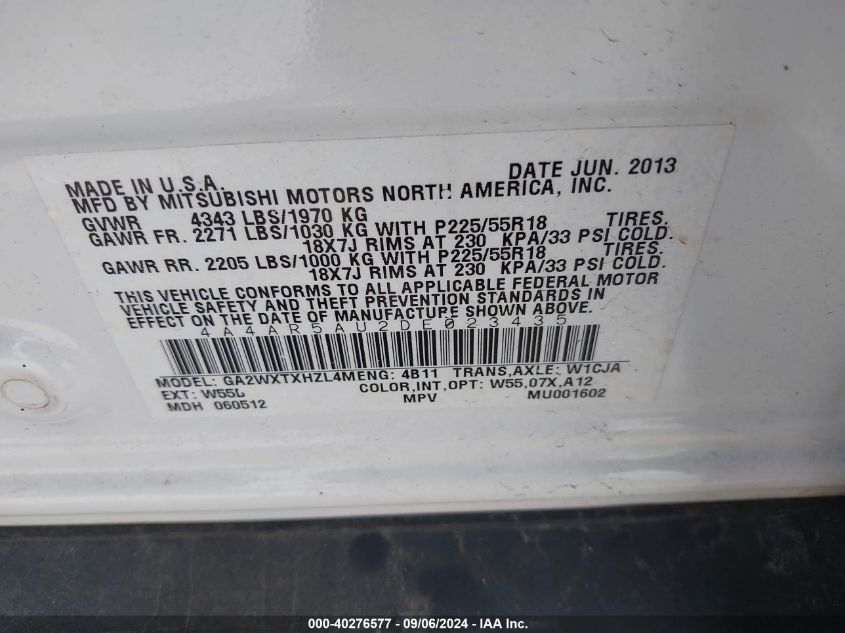 MADE IN U.S.A. DATE JUN. 2013
MFD BY MITSUBISHI MOTORS NORTH AMERICA, INC.
GVWR 4343 LBS/1970 KG
GAWR FR. 2271 LBS/1030 KG WITH P225/55R18 TIRES.
18X7J RIMS AT 230 KPA/33 PSI COLD.
GAWR RR. 2205 LBS/1000 KG WITH P225/55R18 TIRES.
18X7J RIMS AT 230 KPA/33 PSI COLD.
THIS VEHICLE CONFORMS TO ALL APPLICABLE FEDERAL MOTOR
VEHICLE SAFETY AND THEFT PREVENTION STANDARDS IN
EFFECT ON THE DATE OF MANUFACTURE SHOWN ABOVE.
4A4AR5AU2DE023435
MODEL: GA2WXTXHZL4M ENG: 4B11 TRANS,AXLE: W1CJA
EXT: W55L COLOR,INT,OPT: W55,07X,A12
MDH 060512 MPV MU001602
000-40276577 - 09/06/2024 - IAA Inc.